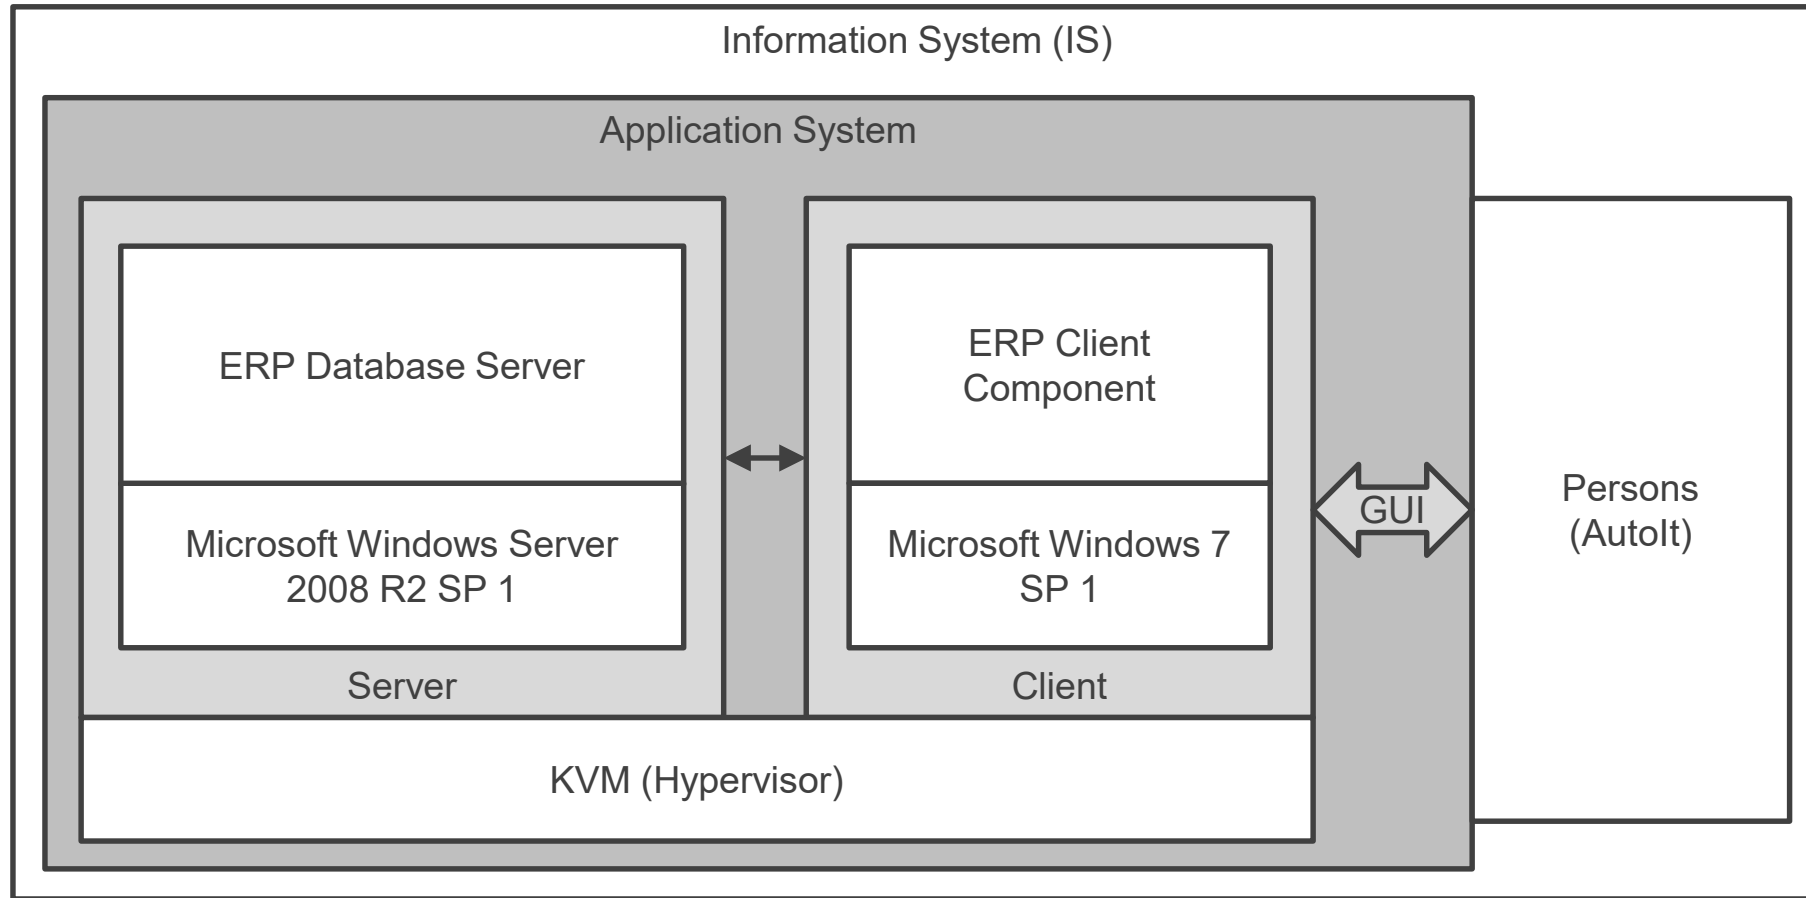 Information System (IS)
Application System
ERP Database Server
Microsoft Windows Server
2008 R2 SP 1
Server
ERP Client
Component
Microsoft Windows 7
SP 1
Client
GUI
Persons
(AutoIt)
KVM (Hypervisor)